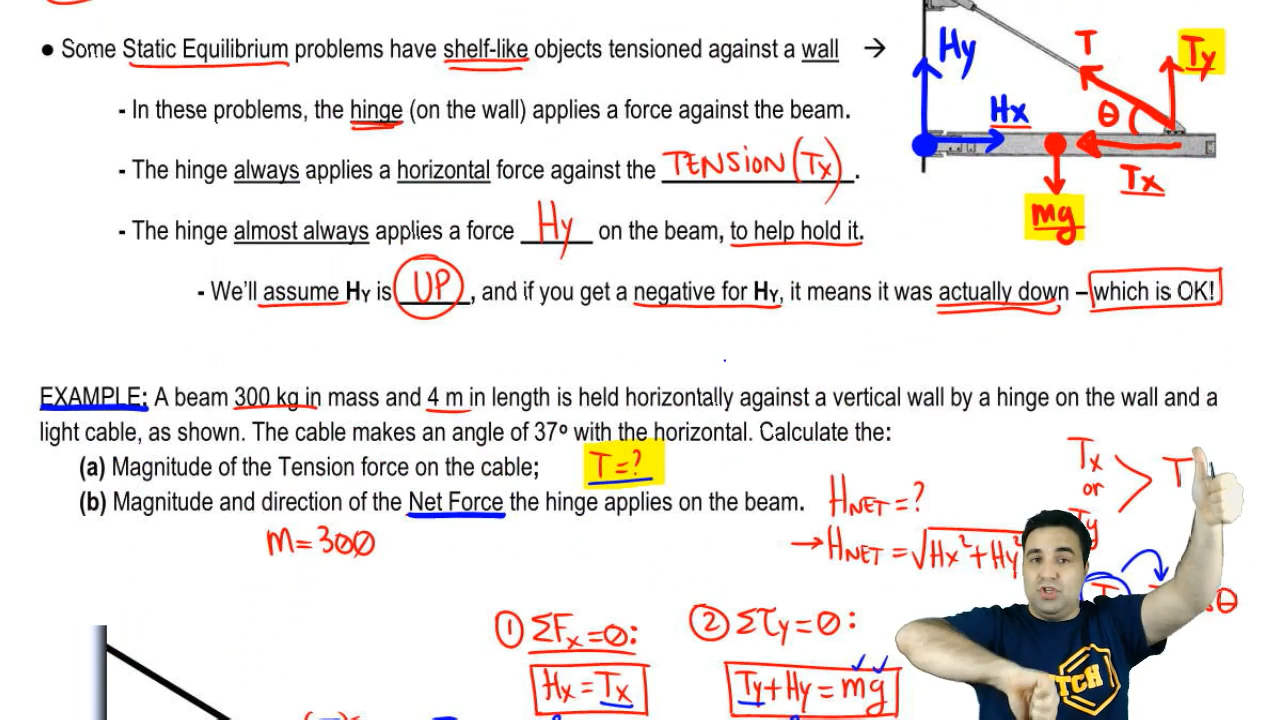 ● Some Static Equilibrium problems have shelf-like objects tensioned against a wall →
- In these problems, the hinge (on the wall) applies a force against the beam.
- The hinge always applies a horizontal force against the TENSION (Tx).
- The hinge almost always applies a force Hy on the beam, to help hold it.
- We'll assume HY is UP, and if you get a negative for HY, it means it was actually down – which is OK!
Hy
T
Ty
Hx
θ
Tx
mg
EXAMPLE: A beam 300 kg in mass and 4 m in length is held horizontally against a vertical wall by a hinge on the wall and a
light cable, as shown. The cable makes an angle of 37º with the horizontal. Calculate the:
(a) Magnitude of the Tension force on the cable; T=?
(b) Magnitude and direction of the Net Force the hinge applies on the beam.
HNET=?
→ HNET=√Hx²+Hy²
Tx
or
Ty
T
m=300
① ΣFx=0:
Hx=Tx
② Στy=0:
Ty+Hy=mg
θ
TCH